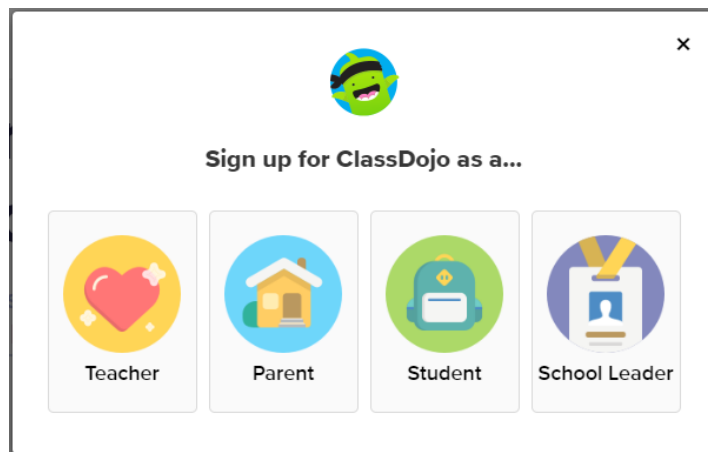 Sign up for ClassDojo as a...
Teacher
Parent
Student
School Leader